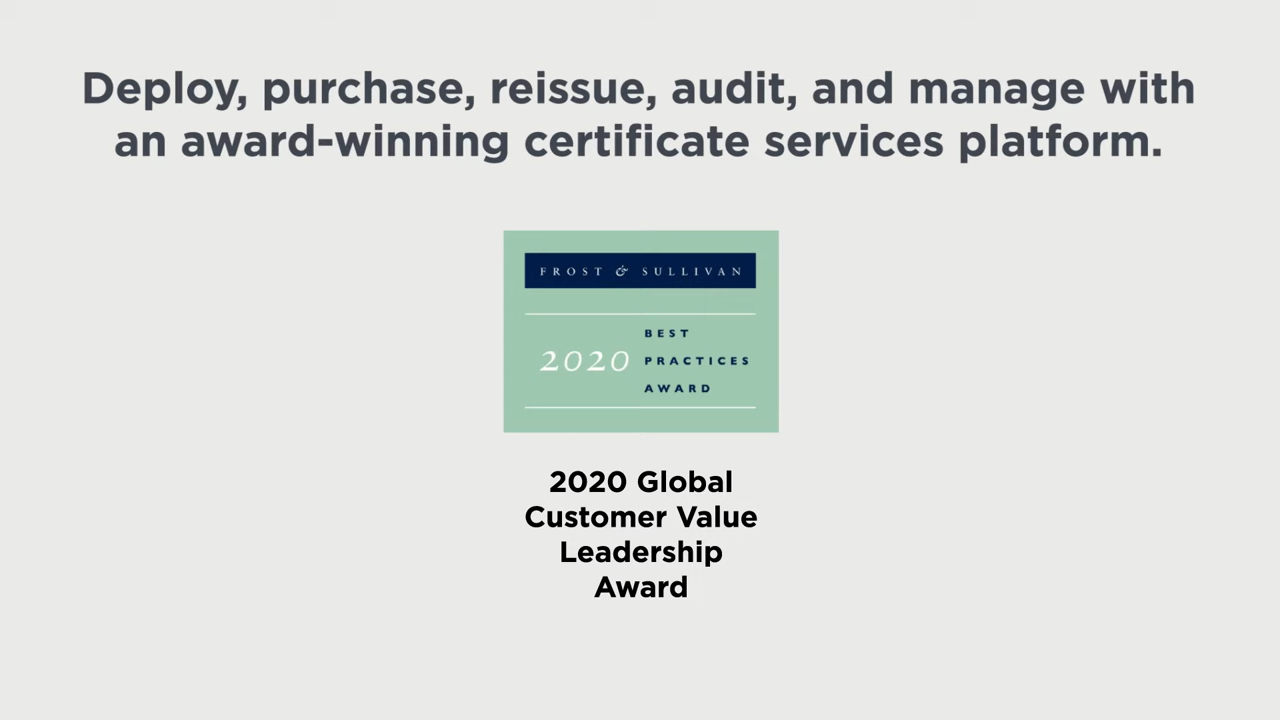 Deploy, purchase, reissue, audit, and manage with
an award-winning certificate services platform.
FROST & SULLIVAN
2020
BEST
PRACTICES
AWARD
2020 Global
Customer Value
Leadership
Award